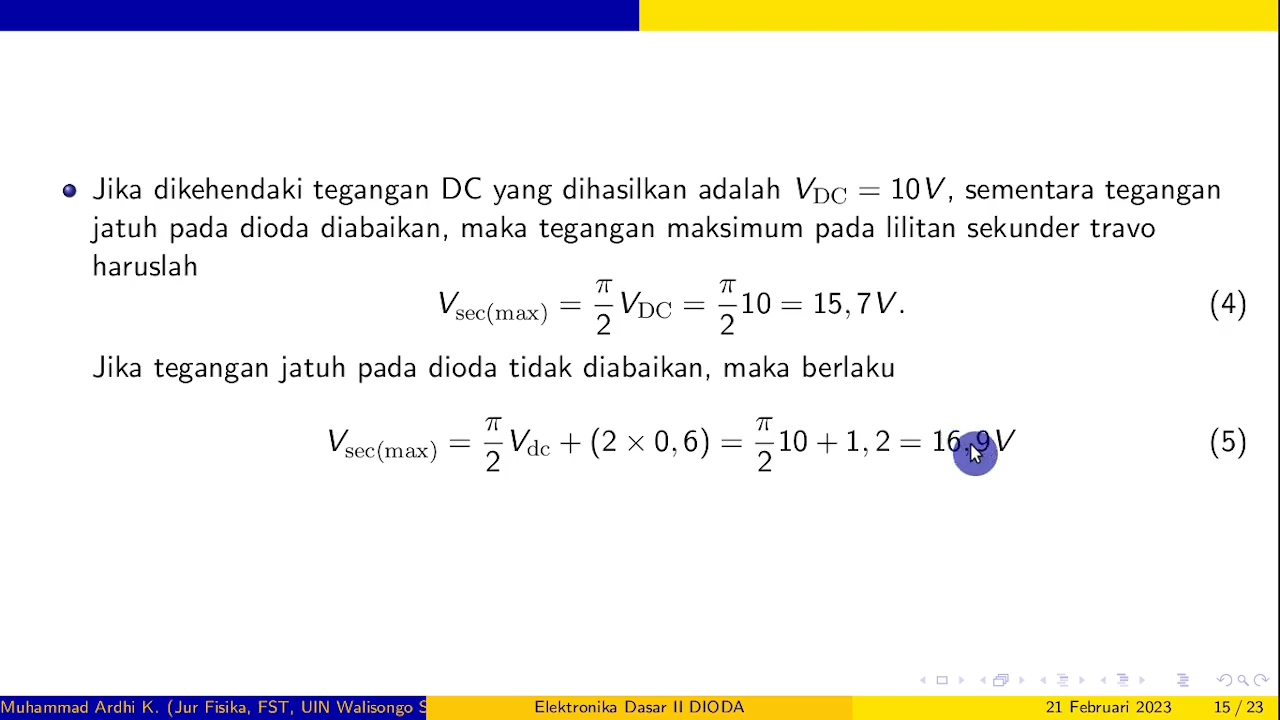 Jika dikehendaki tegangan DC yang dihasilkan adalah V_DC = 10V, sementara tegangan
jatuh pada dioda diabaikan, maka tegangan maksimum pada lilitan sekunder travo
haruslah
V_sec(max) = π/2 V_DC = π/2 10 = 15,7V. (4)
Jika tegangan jatuh pada dioda tidak diabaikan, maka berlaku
V_sec(max) = π/2 V_dc + (2 × 0,6) = π/2 10 + 1,2 = 16,9V (5)
Muhammad Ardhi K. (Jur Fisika, FST, UIN Walisongo S
Elektronika Dasar II DIODA
21 Februari 2023 15 / 23